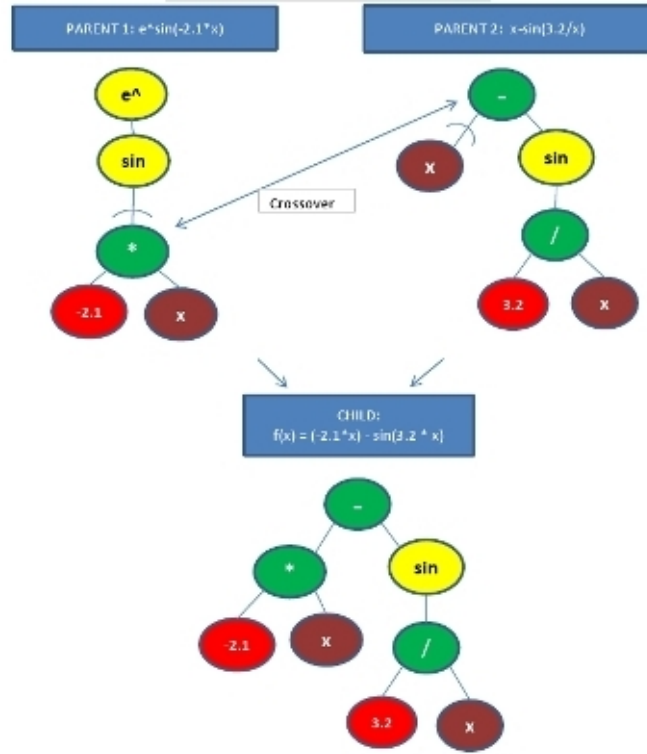 PARENT 1: e^sin(-2.1*x)
PARENT 2: x-sin(3.2/x)
e^
-
sin
x
sin
Crossover
*
/
-2.1
x
3.2
x
CHILD:
f(x) = (-2.1*x) - sin(3.2 * x)
-
*
sin
-2.1
x
/
3.2
x